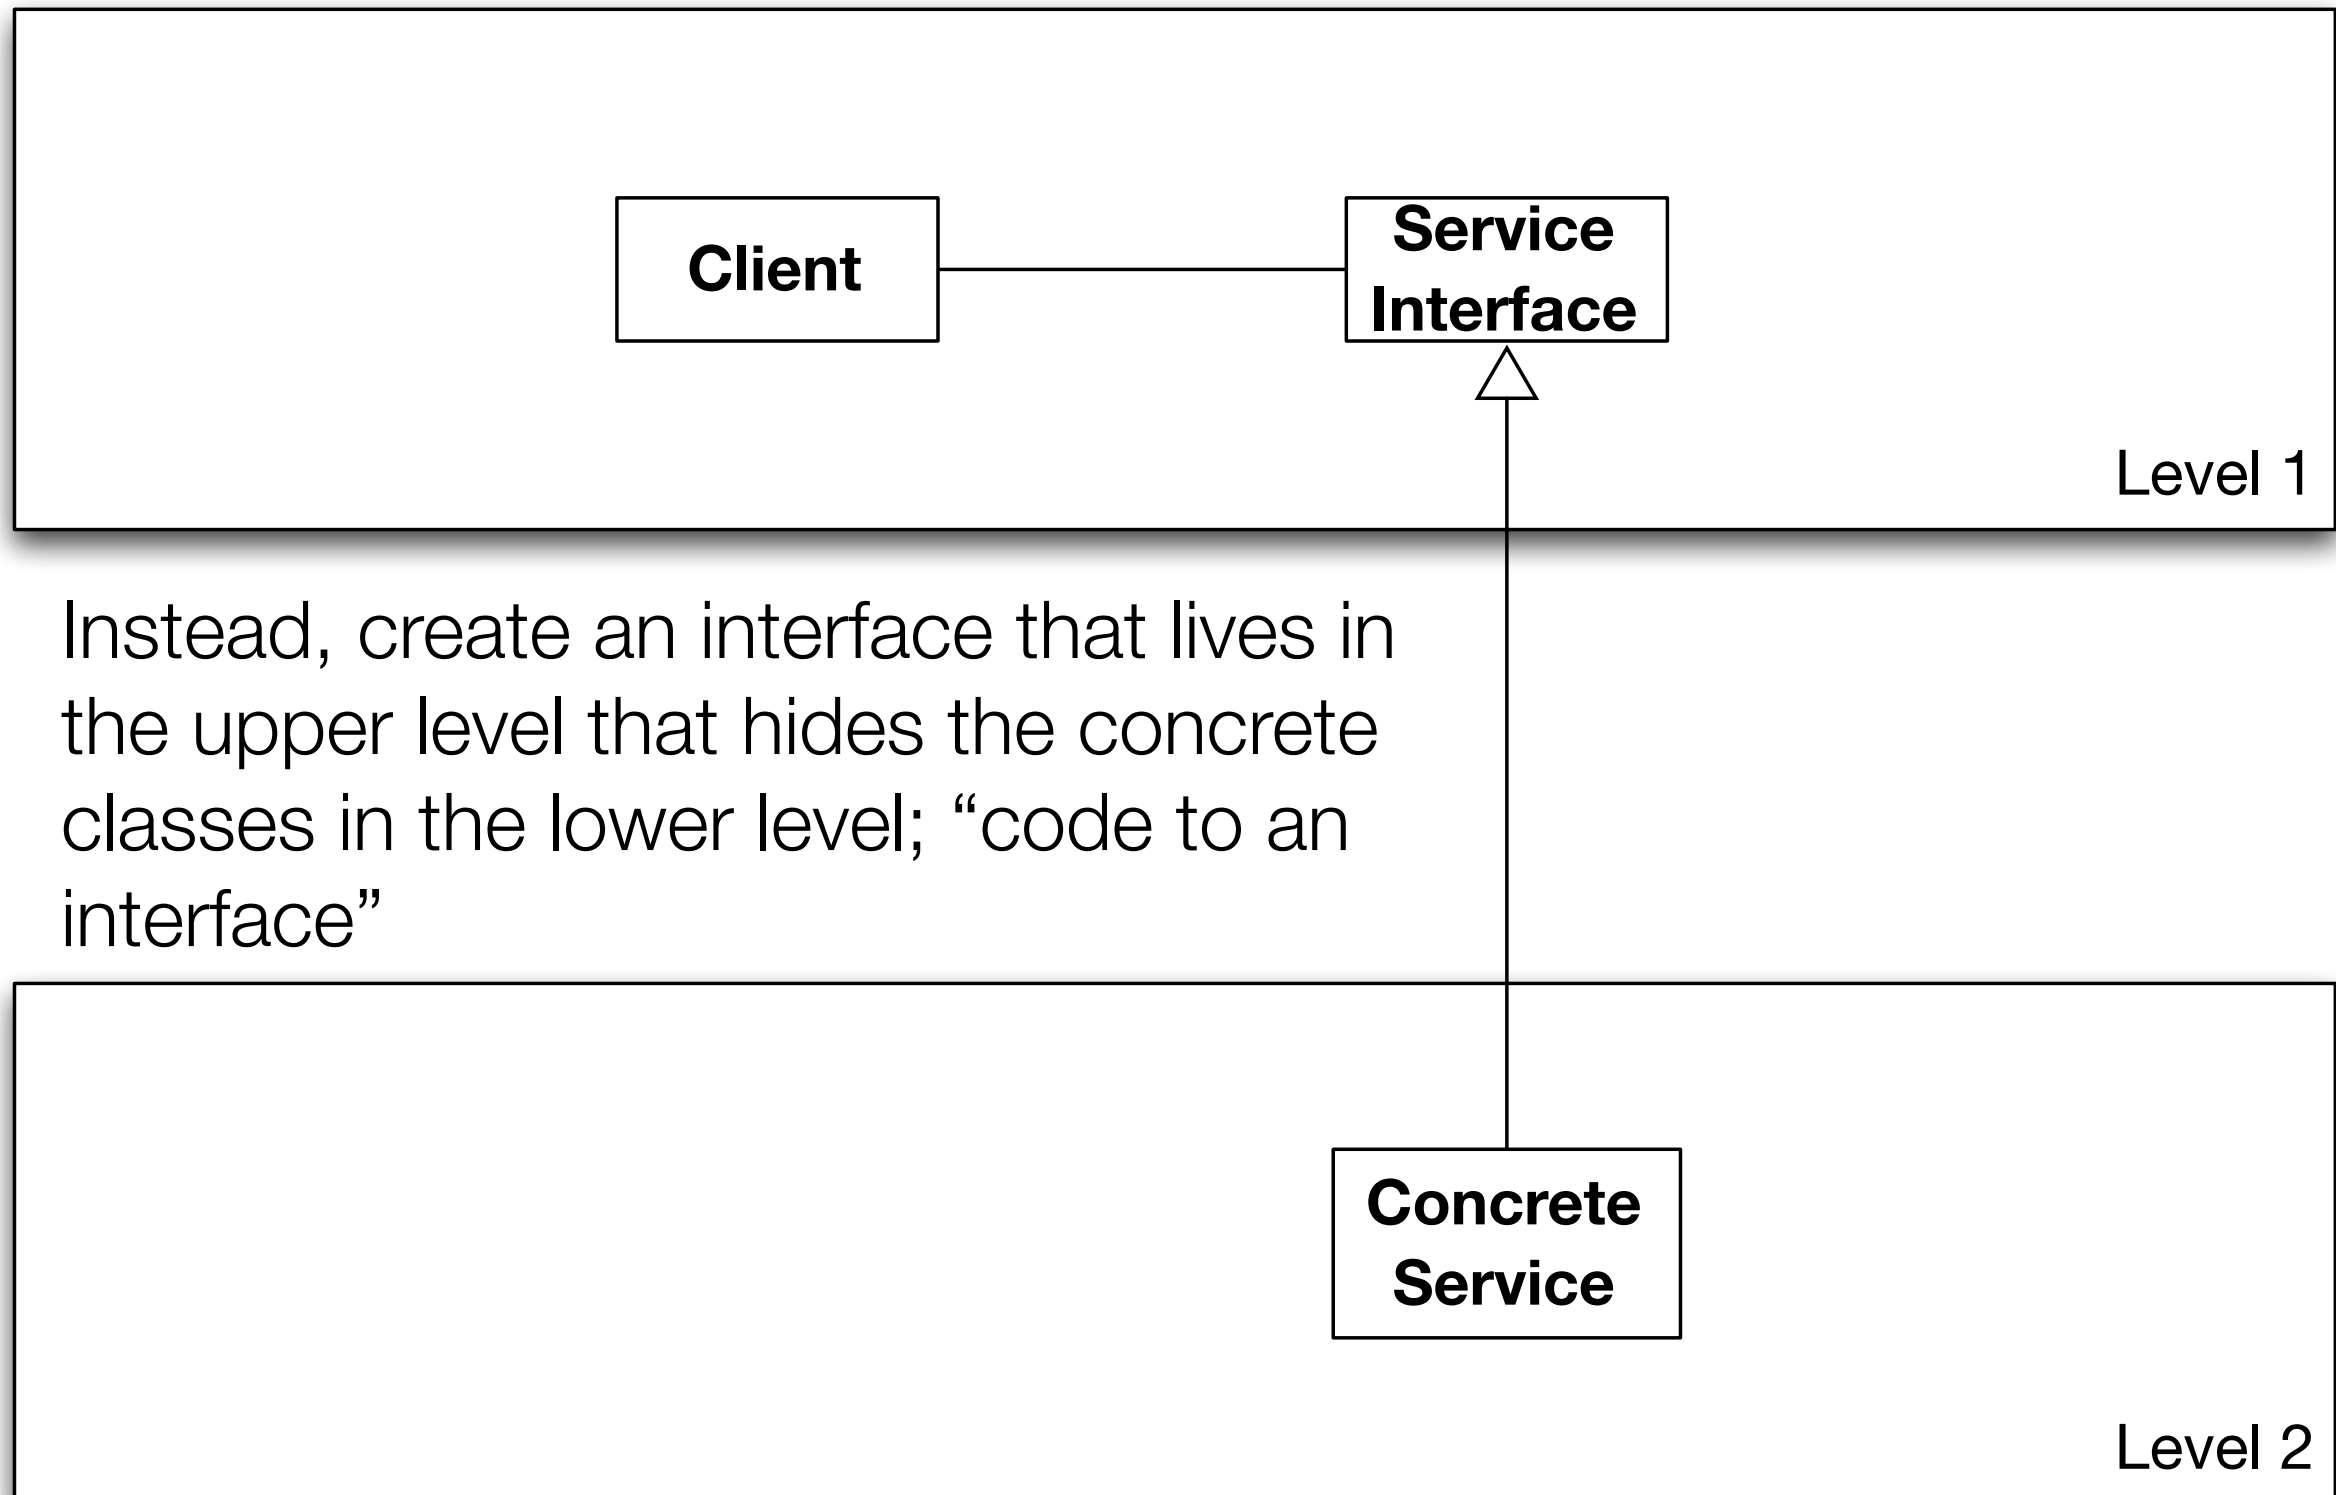 Client
Service
Interface
Level 1
Instead, create an interface that lives in
the upper level that hides the concrete
classes in the lower level; “code to an
interface”
Concrete
Service
Level 2